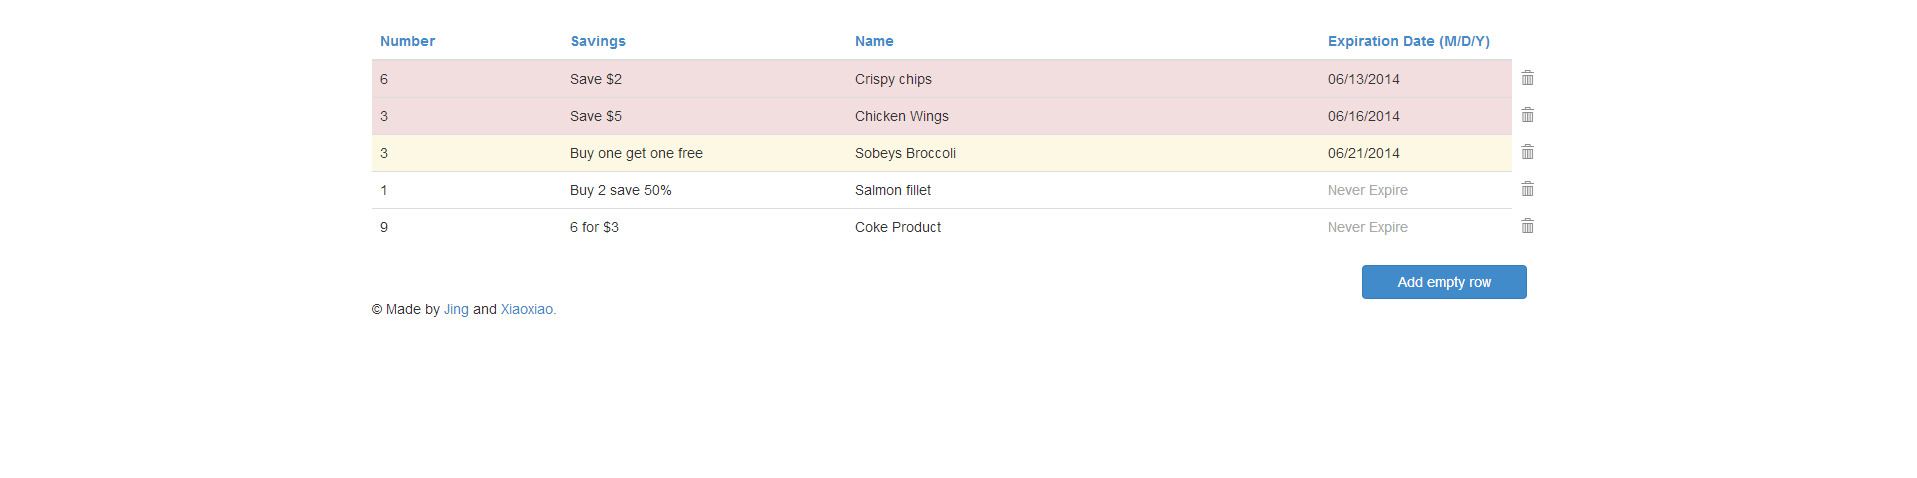 Number Savings Name Expiration Date (M/D/Y)
6 Save $2 Crispy chips 06/13/2014
3 Save $5 Chicken Wings 06/16/2014
3 Buy one get one free Sobeys Broccoli 06/21/2014
1 Buy 2 save 50% Salmon fillet Never Expire
9 6 for $3 Coke Product Never Expire
Add empty row
© Made by Jing and Xiaoxiao.